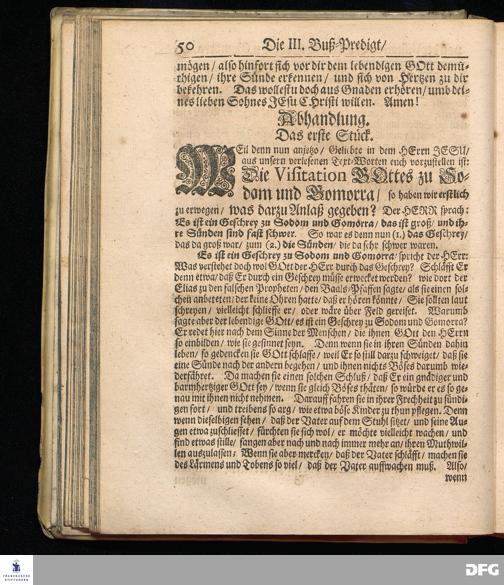 50 Die III. Buß-Predigt/
mögen/ also hinfort sich vor dir dem lebendigen GOtt demü-
thigen/ ihre Sünde erkennen/ und sich von Hertzen zu dir
bekehren. Das wollestu doch aus Gnaden erhören/ umb dei-
nes lieben Sohnes JEsu Christi willen. Amen!
Abhandlung.
Das erste Stück.
WEil denn nun anjetzo/ Geliebte in dem HErrn JESU/
aus unsern verlesenen Text-Worten euch vorzustellen ist:
Die Visitation GOttes zu So-
dom und Gomorra/ so haben wir erstlich
zu erwegen/ was darzu Anlaß gegeben? Der HERR sprach:
Es ist ein Geschrey zu Sodom und Gomorra/ das ist groß/ und ih-
re Sünden sind fast schwer. So war es denn nun (1.) das Geschrey/
das da groß war/ zum (2.) die Sünden/ die da sehr schwer waren.
Es ist ein Geschrey zu Sodom und Gomorra/ spricht der HErr:
Was verstehet doch wol GOtt der HErr durch das Geschrey? Schläfft Er
denn etwa/ daß Er durch ein Geschrey müsse erwecket werden? wie dort der
Elias zu den falschen Propheten/ den Baals-Pfaffen sagte/ als sie einen sol-
chen anbeteten/ der keine Ohren hatte/ daß er hören könnte/ Sie sollten laut
schreyen/ vielleicht schlieffe er/ oder wäre über Feld gereiset. Warumb
sagte aber der lebendige GOtt/ es ist ein Geschrey zu Sodom und Gomorra?
Er redet hier nach dem Sinne der Menschen/ die ihnen GOtt den HErrn
so einbilden/ wie sie gesinnet seyn. Denn wenn sie in ihren Sünden dahin
leben/ so gedencken sie GOtt schlaffe/ weil Er so still darzu schweiget/ daß sie
eine Sünde nach der andern begehen/ und ihnen nichts Böses darumb wie-
derfähret. Da machen sie einen solchen Schluß/ daß Er ein gnädiger und
barmhertziger GOtt sey/ wenn sie gleich Böses thäten/ so würde er es so ge-
nau mit ihnen nicht nehmen. Darauff fahren sie in ihrer Frechheit zu sündi-
gen fort/ und treibens so arg/ wie etwa böse Kinder zu thun pflegen. Denn
wenn dieselbigen sehen/ daß der Vater auf dem Stuhl sitzet/ und seine Au-
gen etwa zuschliesset/ fürchten sie sich wol/ er möchte vielleicht wachen/ und
sind etwas stille/ fangen aber nach und nach immer mehr an/ ihren Muthwil-
len auszulassen/ Wenn sie aber mercken/ daß der Vater schläfft/ machen sie
des Lärmens und Tobens so viel/ daß der Vater auffwachen muß. Also/
wenn
FRANCKESCHE
STIFTUNGEN
DFG